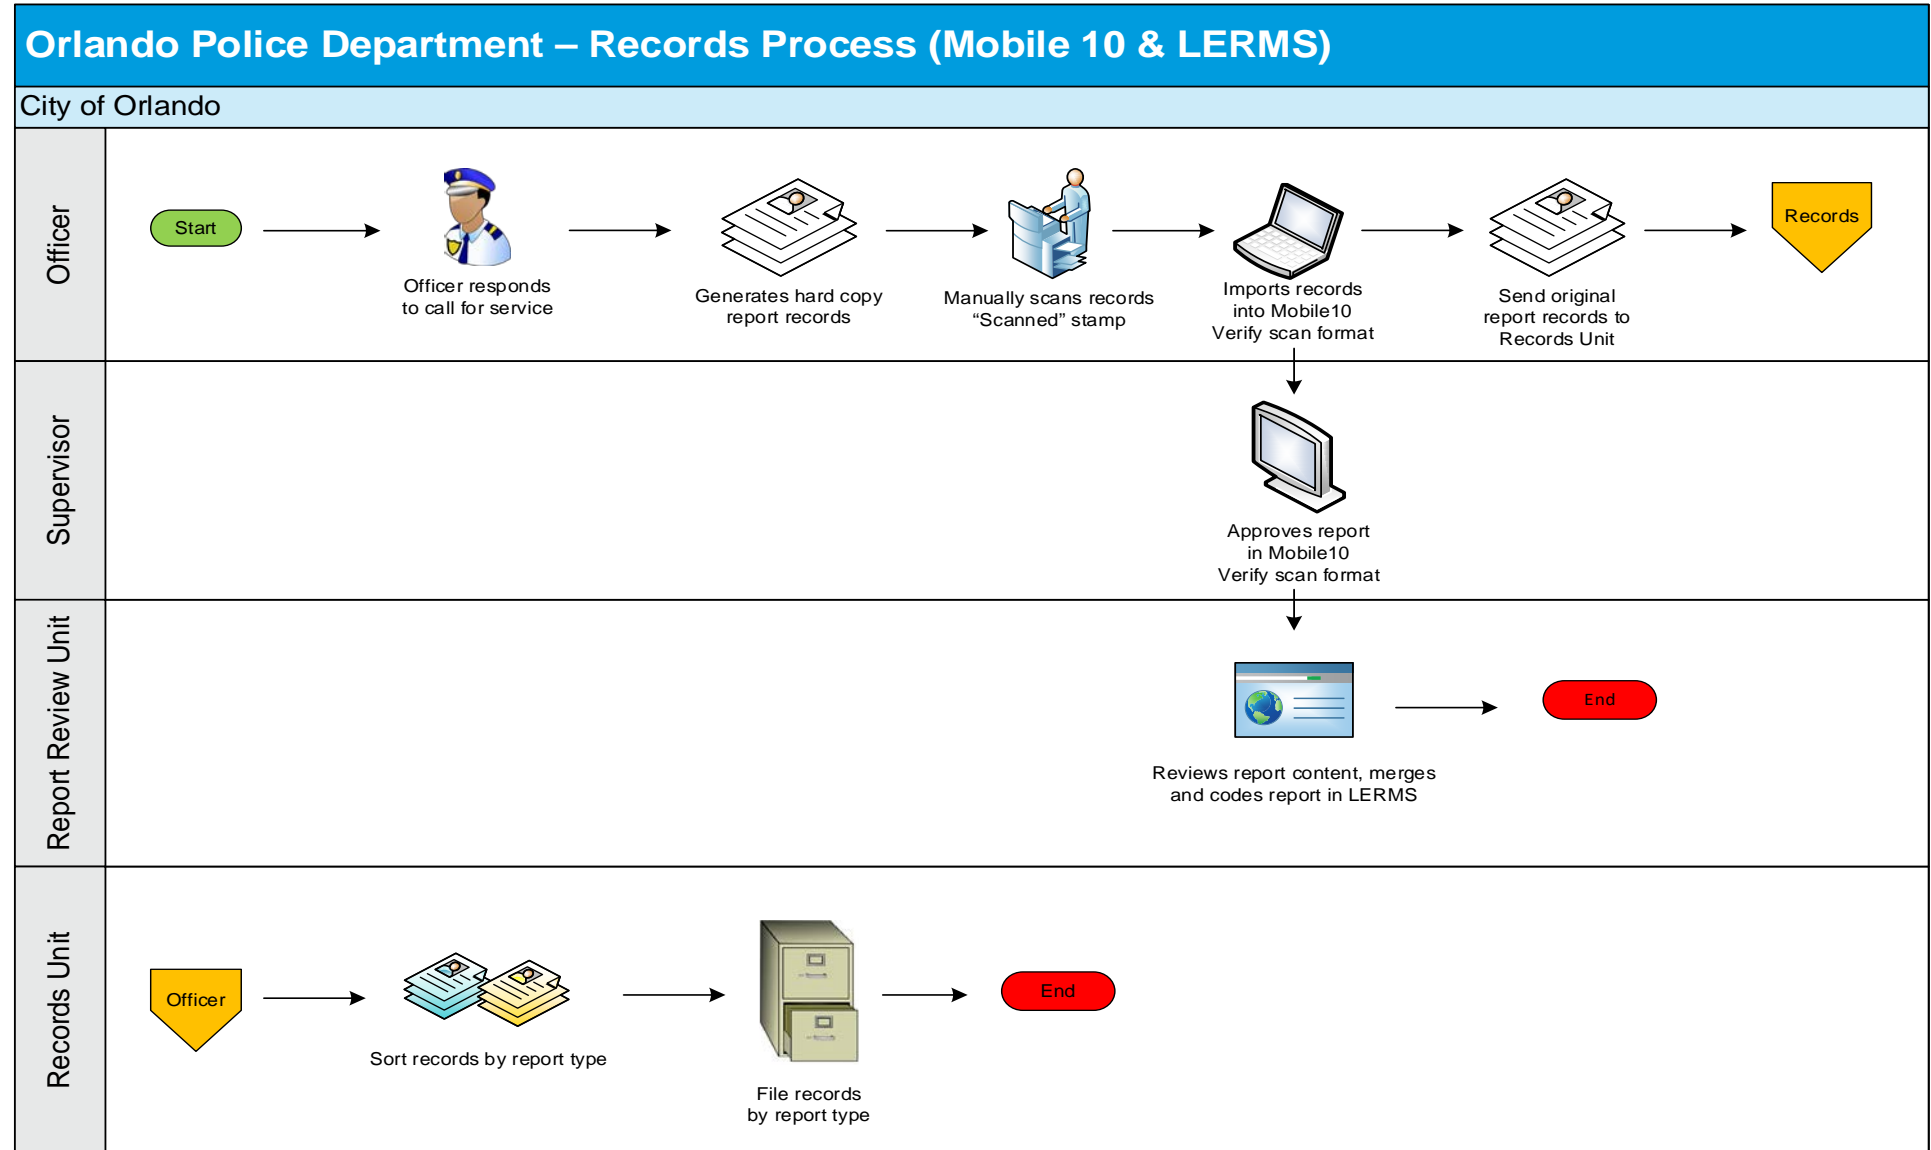 Orlando Police Department – Records Process (Mobile 10 & LERMS)
City of Orlando
Officer
Start
Officer responds
to call for service
Generates hard copy
report records
Manually scans records
“Scanned” stamp
Imports records
into Mobile10
Verify scan format
Send original
report records to
Records Unit
Records
Supervisor
Approves report
in Mobile10
Verify scan format
Report Review Unit
Reviews report content, merges
and codes report in LERMS
End
Records Unit
Officer
Sort records by report type
File records
by report type
End